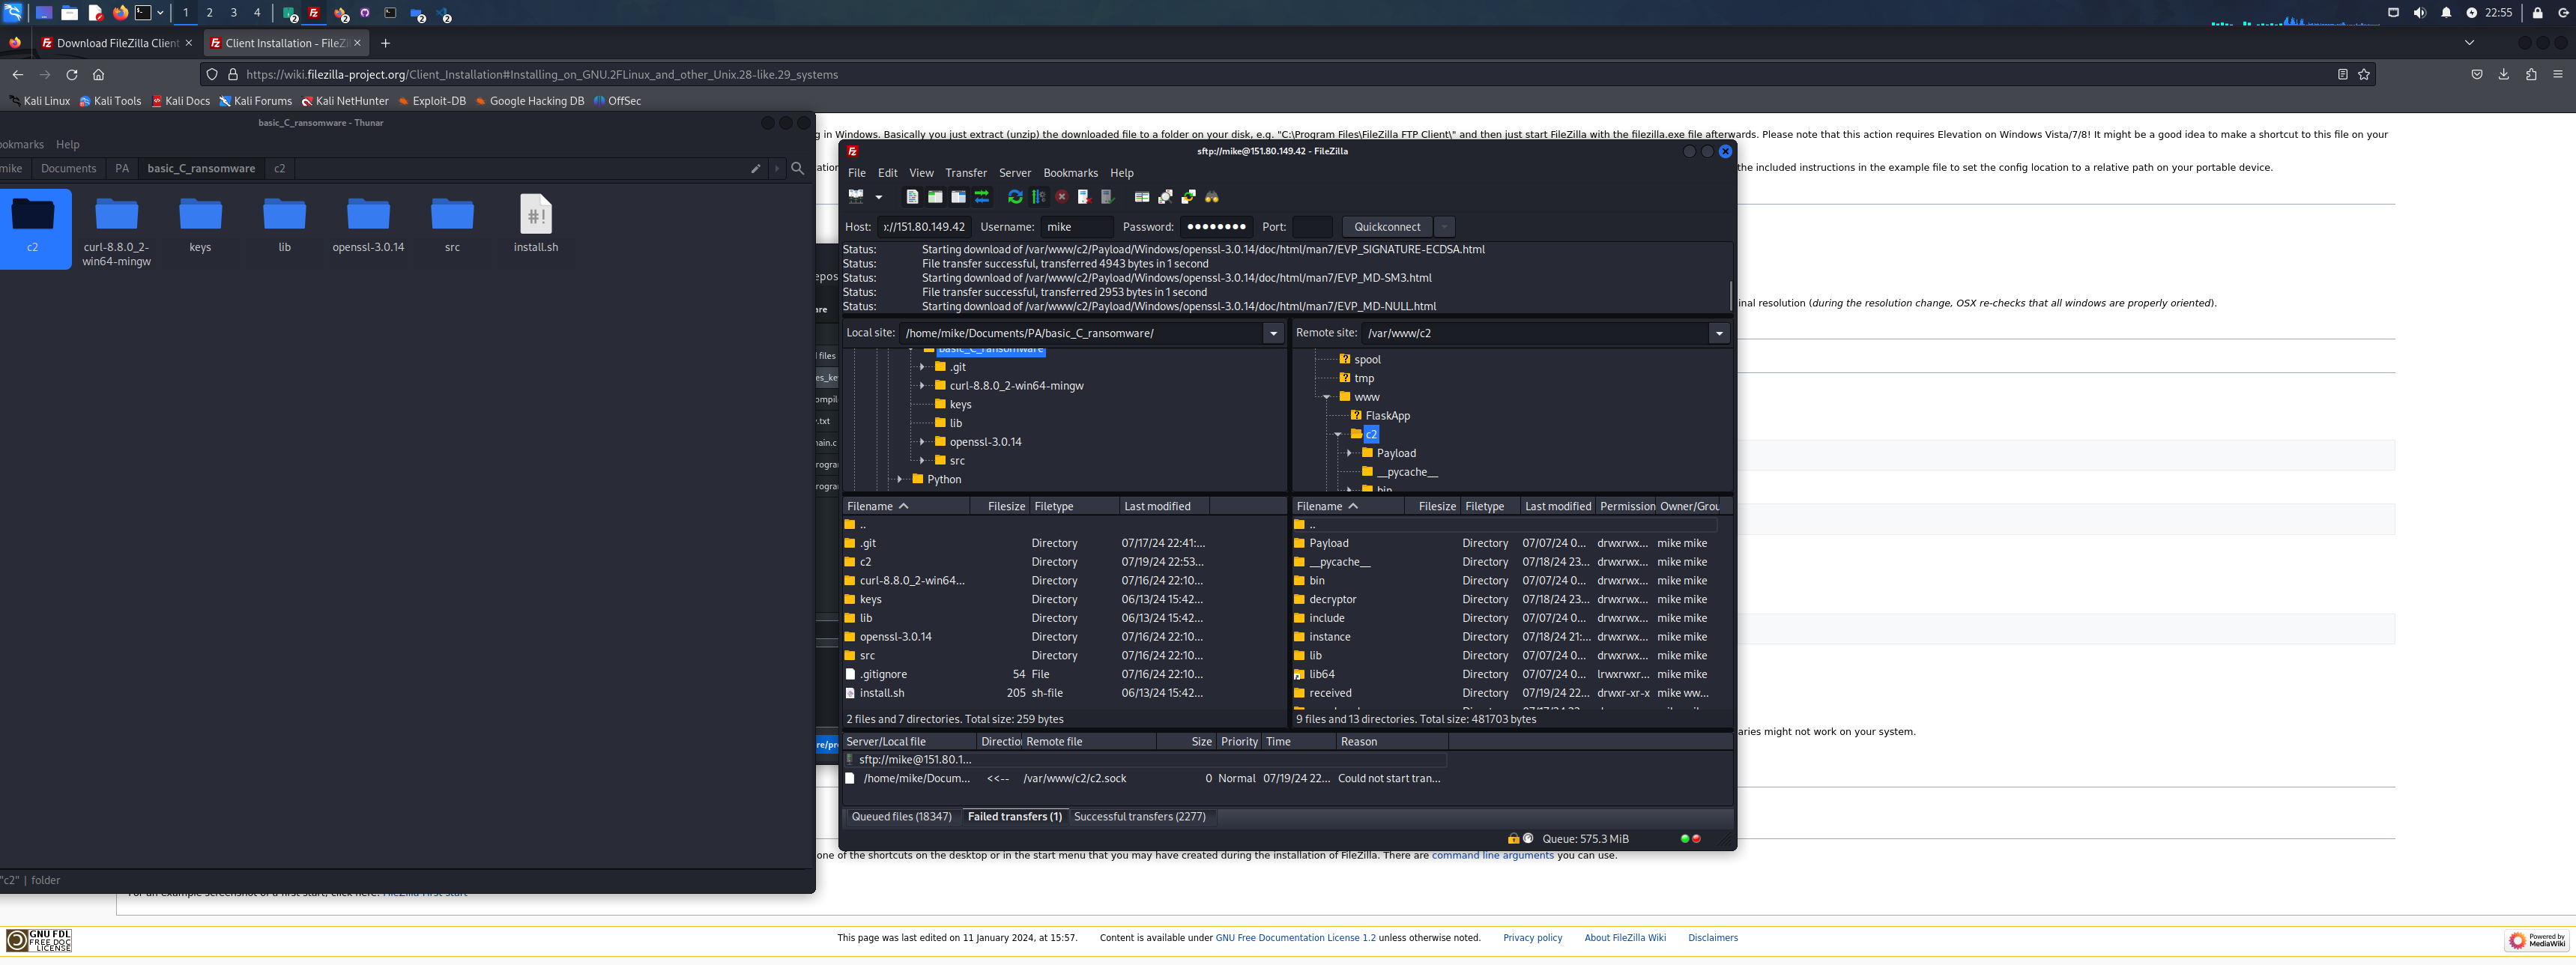 1 2 3 4 2 2 2 2 22:55
Download FileZilla Client
Client Installation - FileZi
https://wiki.filezilla-project.org/Client_Installation#Installing_on_GNU.2FLinux_and_other_Unix.28-like.29_systems
Kali Linux Kali Tools Kali Docs Kali Forums Kali NetHunter Exploit-DB Google Hacking DB OffSec
basic_C_ransomware - Thunar
ookmarks Help
mike Documents PA basic_C_ransomware c2
c2
curl-8.8.0_2-
win64-mingw
keys
lib
openssl-3.0.14
src
#!
install.sh
"c2" | folder
g in Windows. Basically you just extract (unzip) the downloaded file to a folder on your disk, e.g. "C:\Program Files\FileZilla FTP Client\" and then just start FileZilla with the filezilla.exe file afterwards. Please note that this action requires Elevation on Windows Vista/7/8! It might be a good idea to make a shortcut to this file on your
the included instructions in the example file to set the config location to a relative path on your portable device.
nal resolution (during the resolution change, OSX re-checks that all windows are properly oriented).
aries might not work on your system.
sftp://mike@151.80.149.42 - FileZilla
File Edit View Transfer Server Bookmarks Help
Host: ://151.80.149.42 Username: mike Password: ●●●●●●●● Port: Quickconnect
Status: Starting download of /var/www/c2/Payload/Windows/openssl-3.0.14/doc/html/man7/EVP_SIGNATURE-ECDSA.html
Status: File transfer successful, transferred 4943 bytes in 1 second
Status: Starting download of /var/www/c2/Payload/Windows/openssl-3.0.14/doc/html/man7/EVP_MD-SM3.html
Status: File transfer successful, transferred 2953 bytes in 1 second
Status: Starting download of /var/www/c2/Payload/Windows/openssl-3.0.14/doc/html/man7/EVP_MD-NULL.html
Local site: /home/mike/Documents/PA/basic_C_ransomware/
basic_C_ransomware
.git
curl-8.8.0_2-win64-mingw
keys
lib
openssl-3.0.14
src
Python
Remote site: /var/www/c2
spool
tmp
www
FlaskApp
c2
Payload
__pycache__
bin
Filename Filesize Filetype Last modified
..
.git Directory 07/17/24 22:41:...
c2 Directory 07/19/24 22:53...
curl-8.8.0_2-win64... Directory 07/16/24 22:10...
keys Directory 06/13/24 15:42...
lib Directory 06/13/24 15:42...
openssl-3.0.14 Directory 07/16/24 22:10...
src Directory 07/16/24 22:10...
.gitignore 54 File 07/16/24 22:10...
install.sh 205 sh-file 06/13/24 15:42...
2 files and 7 directories. Total size: 259 bytes
Filename Filesize Filetype Last modified Permission Owner/Grou
..
Payload Directory 07/07/24 0... drwxrwx... mike mike
__pycache__ Directory 07/18/24 23... drwxrwx... mike mike
bin Directory 07/07/24 0... drwxrwx... mike mike
decryptor Directory 07/18/24 23... drwxrwx... mike mike
include Directory 07/07/24 0... drwxrwx... mike mike
instance Directory 07/18/24 21:... drwxrwx... mike mike
lib Directory 07/07/24 0... drwxrwx... mike mike
lib64 Directory 07/07/24 0... lrwxrwxr... mike mike
received Directory 07/19/24 22... drwxr-xr-x mike ww...
9 files and 13 directories. Total size: 481703 bytes
Server/Local file Directio Remote file Size Priority Time Reason
sftp://mike@151.80.1...
/home/mike/Docum... <<-- /var/www/c2/c2.sock 0 Normal 07/19/24 22... Could not start tran...
Queued files (18347) Failed transfers (1) Successful transfers (2277)
Queue: 575.3 MiB
one of the shortcuts on the desktop or in the start menu that you may have created during the installation of FileZilla. There are command line arguments you can use.
GNU FDL
FREE DOC
LICENSE
This page was last edited on 11 January 2024, at 15:57. Content is available under GNU Free Documentation License 1.2 unless otherwise noted. Privacy policy About FileZilla Wiki Disclaimers
Powered by
MediaWiki